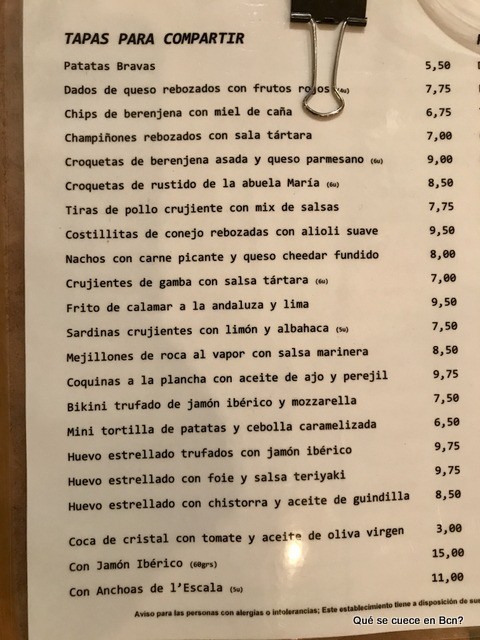 TAPAS PARA COMPARTIR
Patatas Bravas 5,50
Dados de queso rebozados con frutos rojos 7,75
Chips de berenjena con miel de caña 6,75
Champiñones rebozados con sala tártara 7,00
Croquetas de berenjena asada y queso parmesano (6u) 9,00
Croquetas de rustido de la abuela María (6u) 8,50
Tiras de pollo crujiente con mix de salsas 7,75
Costillitas de conejo rebozadas con alioli suave 9,50
Nachos con carne picante y queso cheedar fundido 8,00
Crujientes de gamba con salsa tártara (6u) 7,00
Frito de calamar a la andaluza y lima 9,50
Sardinas crujientes con limón y albahaca (5u) 7,50
Mejillones de roca al vapor con salsa marinera 8,50
Coquinas a la plancha con aceite de ajo y perejil 9,75
Bikini trufado de jamón ibérico y mozzarella 7,50
Mini tortilla de patatas y cebolla caramelizada 6,50
Huevo estrellado trufados con jamón ibérico 9,75
Huevo estrellado con foie y salsa teriyaki 9,75
Huevo estrellado con chistorra y aceite de guindilla 8,50
Coca de cristal con tomate y aceite de oliva virgen 3,00
Con Jamón Ibérico (60grs) 15,00
Con Anchoas de l'Escala (5u) 11,00
Aviso para las personas con alergias o intolerancias; Este establecimiento tiene a disposición de sus
Qué se cuece en Bcn?